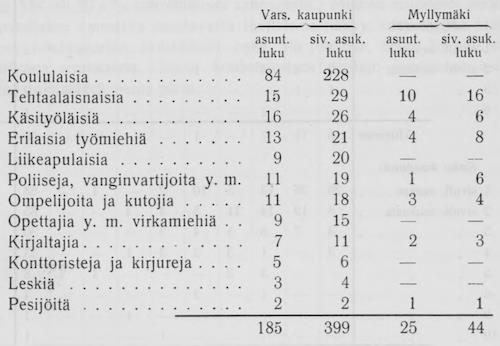 Vars. kaupunki Myllymäki
asunt. siv. asuk. asunt. siv. asuk.
luku luku luku luku
Koululaisia . . . . . . . . . . 84 228 — —
Tehtaalaisnaisia . . . . . . . . 15 29 10 16
Käsityöläisiä . . . . . . . . . 16 26 4 6
Erilaisia työmiehiä . . . . . . . 13 21 4 8
Liikeapulaisia . . . . . . . . . 9 20 — —
Poliiseja, vanginvartijoita y. m. 11 19 1 6
Ompelijoita ja kutojia . . . . . 11 18 3 4
Opettajia y. m. virkamiehiä 9 15 — —
Kirjaltajia . . . . . . . . . . 7 11 2 3
Konttoristeja ja kirjureja . . . . 5 6 — —
Leskiä . . . . . . . . . . . . 3 4 — —
Pesijöitä . . . . . . . . . . . 2 2 1 1
185 399 25 44